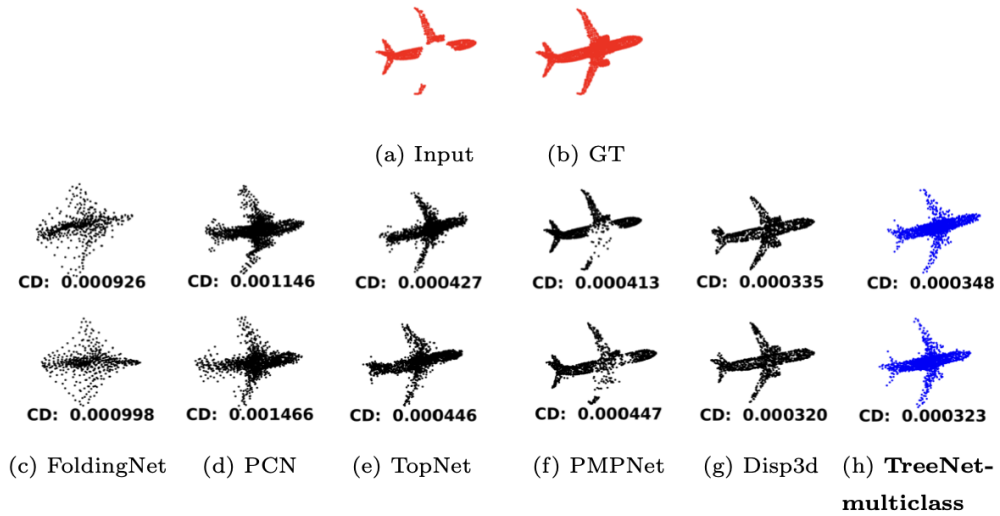 (a) Input (b) GT
CD: 0.000926 CD: 0.001146 CD: 0.000427 CD: 0.000413 CD: 0.000335 CD: 0.000348
CD: 0.000998 CD: 0.001466 CD: 0.000446 CD: 0.000447 CD: 0.000320 CD: 0.000323
(c) FoldingNet (d) PCN (e) TopNet (f) PMPNet (g) Disp3d (h) TreeNet-
multiclass